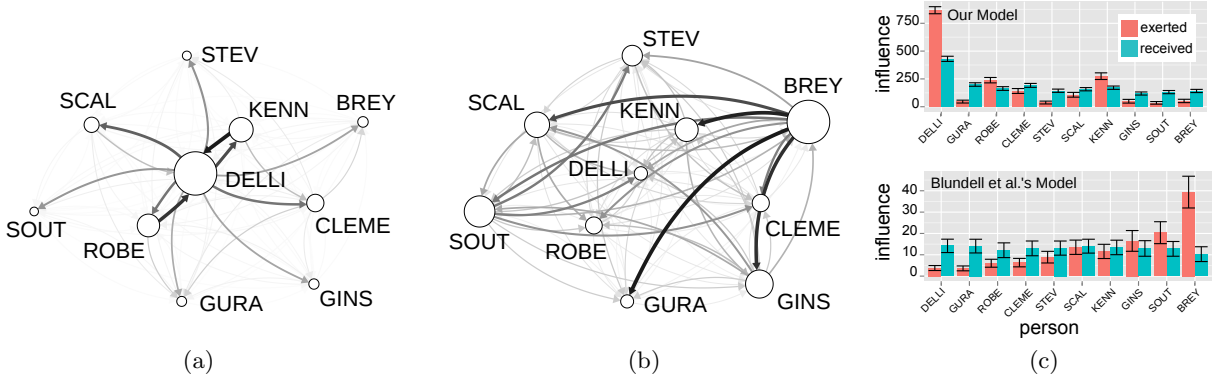 STEV
SCAL
KENN
BREY
DELLI
SOUT
CLEME
ROBE
GURA
GINS
(a)
STEV
BREY
SCAL
KENN
DELLI
SOUT
CLEME
ROBE
GURA
GINS
(b)
Our Model
exerted
received
influence
750
500
250
0
DELLI GURA ROBE CLEME STEV SCAL KENN GINS SOUT BREY
Blundell et al.'s Model
influence
40
30
20
10
0
DELLI GURA ROBE CLEME STEV SCAL KENN GINS SOUT BREY
person
(c)